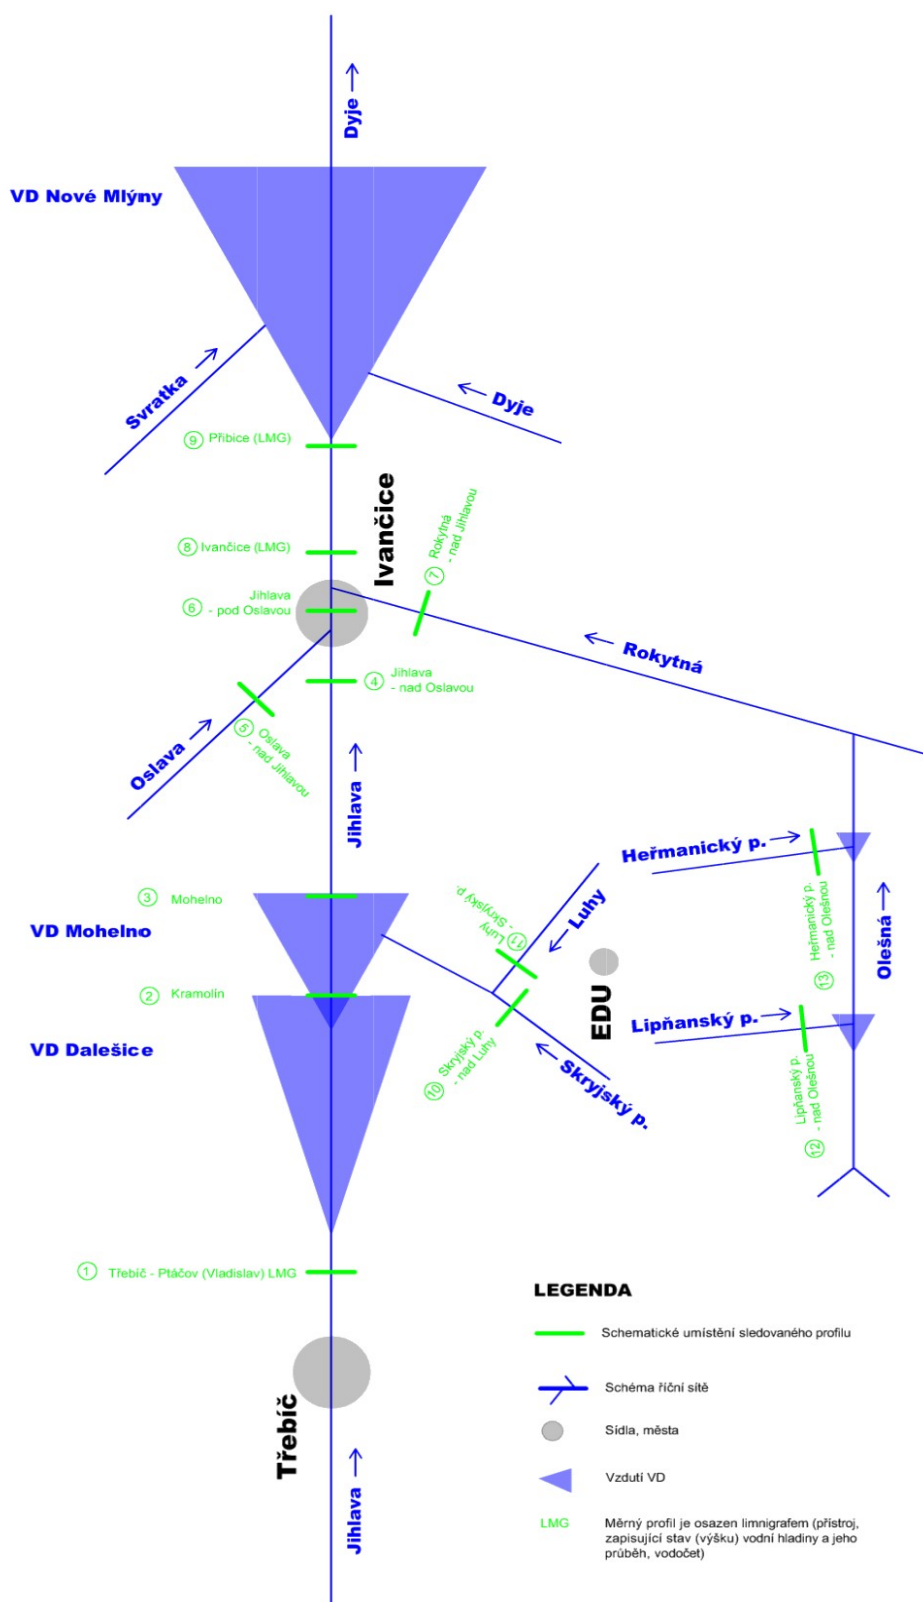 Dyje
VD Nové Mlýny
Svratka
Dyje
9 Přibice (LMG)
Ivančice
8 Ivančice (LMG)
7 Rokytná
- nad Jihlavou
6 Jihlava
- pod Oslavou
Rokytná
4 Jihlava
- nad Oslavou
5 Oslava
- nad Jihlavou
Oslava
Jihlava
Heřmanický p.
3 Mohelno
VD Mohelno
Luhy
11 Luhy
- Skryjský p.
13 Heřmanický p.
- nad Olešnou
Olešná
2 Kramolín
EDU
Lipňanský p.
VD Dalešice
10 Skryjský p.
- nad Luhy
Skryjský p.
12 Lipňanský p.
- nad Olešnou
1 Třebíč - Ptáčov (Vladislav) LMG
Třebíč
Jihlava
LEGENDA
Schematické umístění sledovaného profilu
Schéma říční sítě
Sídla, města
Vzdutí VD
LMG Měrný profil je osazen limnigrafem (přístroj,
zapisující stav (výšku) vodní hladiny a jeho
průběh, vodočet)